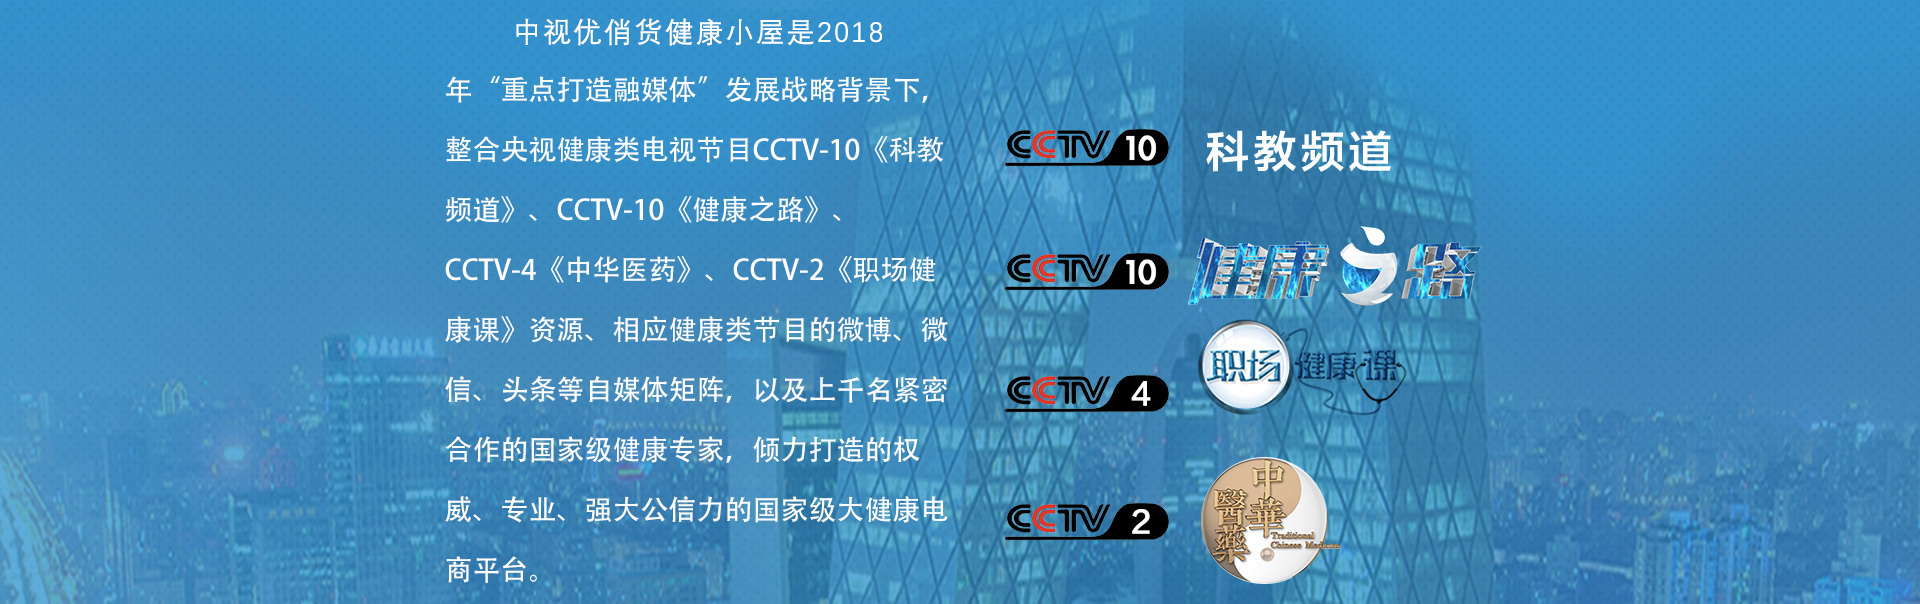 中视优俏货健康小屋是2018
年“重点打造融媒体”发展战略背景下,
整合央视健康类电视节目CCTV-10《科教
频道》、CCTV-10《健康之路》、
CCTV-4《中华医药》、CCTV-2《职场健
康课》资源、相应健康类节目的微博、微
信、头条等自媒体矩阵,以及上千名紧密
合作的国家级健康专家,倾力打造的权
威、专业、强大公信力的国家级大健康电
商平台。
CCTV 10 科教频道
CCTV 10 健康之路
CCTV 4 职场健康课
CCTV 2 中華醫藥
Traditional
Chinese Medicine